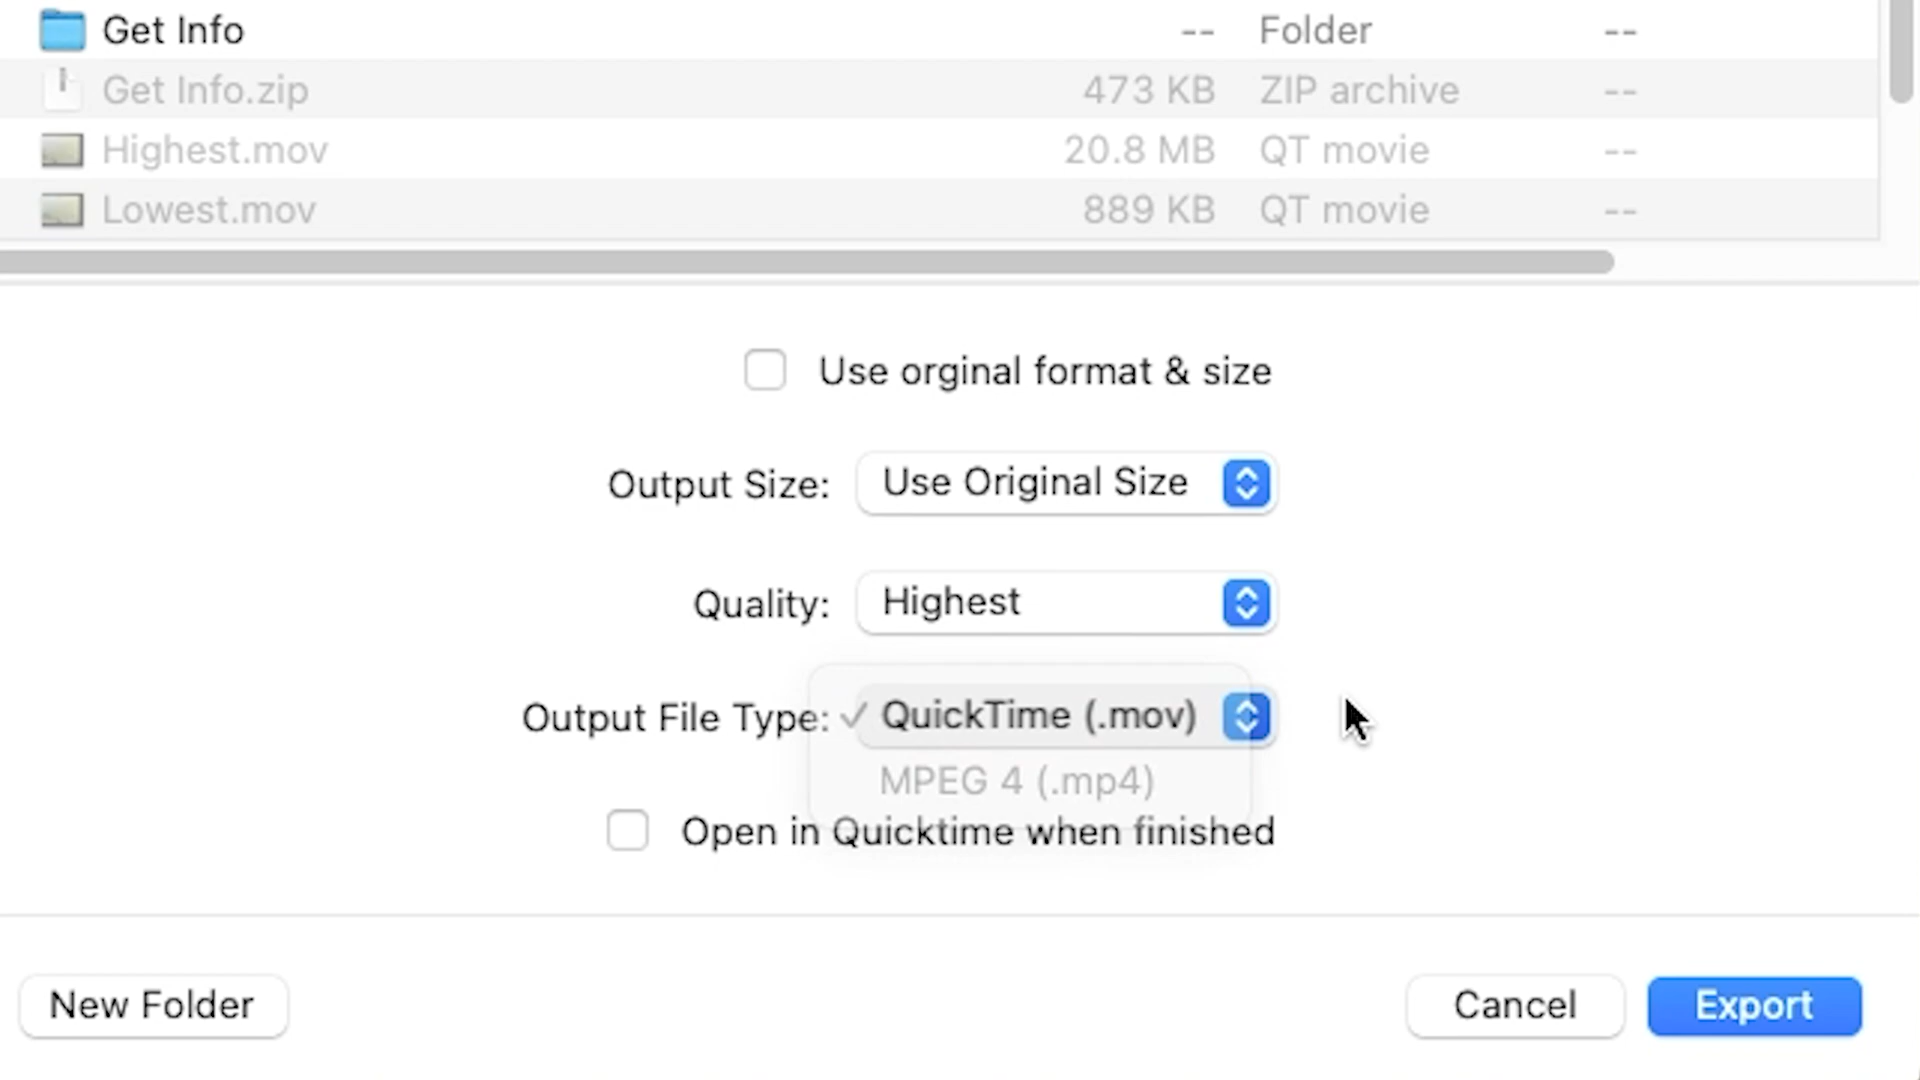 Get Info -- Folder --
Get Info.zip 473 KB ZIP archive --
Highest.mov 20.8 MB QT movie --
Lowest.mov 889 KB QT movie --
Use orginal format & size
Output Size: Use Original Size
Quality: Highest
Output File Type: ✓ QuickTime (.mov)
MPEG 4 (.mp4)
Open in Quicktime when finished
New Folder Cancel Export